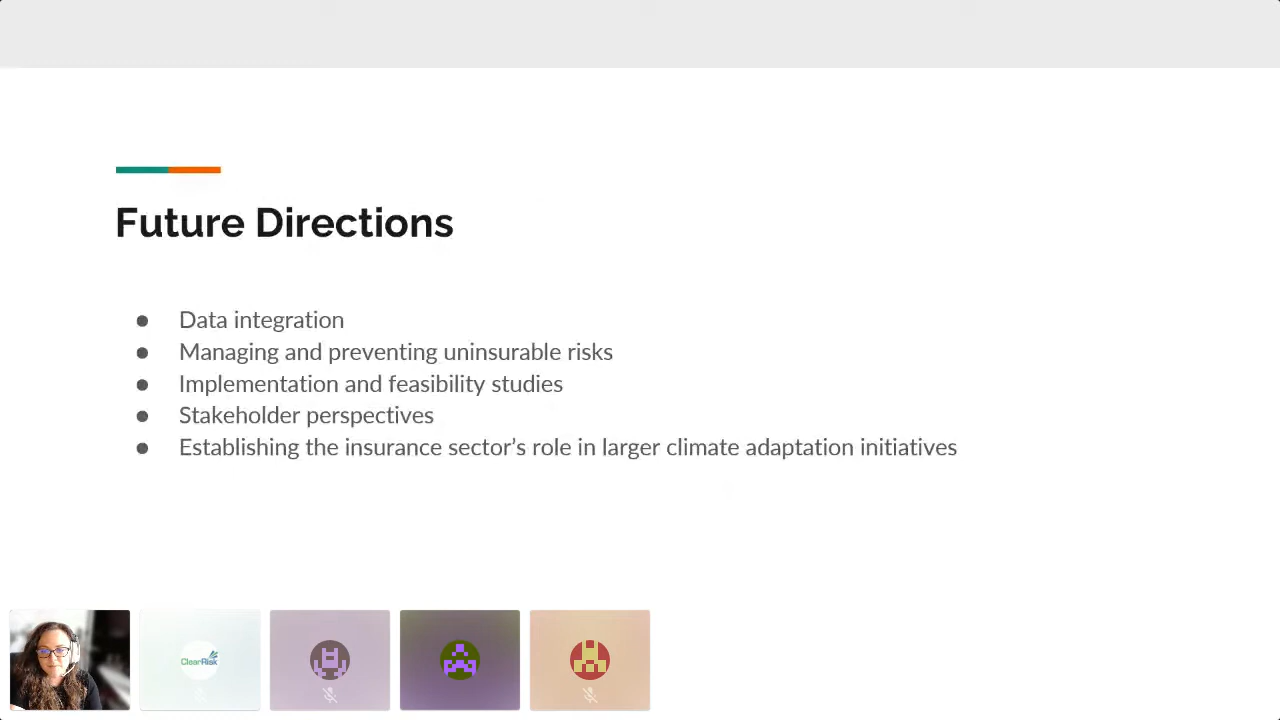 Future Directions
● Data integration
● Managing and preventing uninsurable risks
● Implementation and feasibility studies
● Stakeholder perspectives
● Establishing the insurance sector's role in larger climate adaptation initiatives
ClearRisk